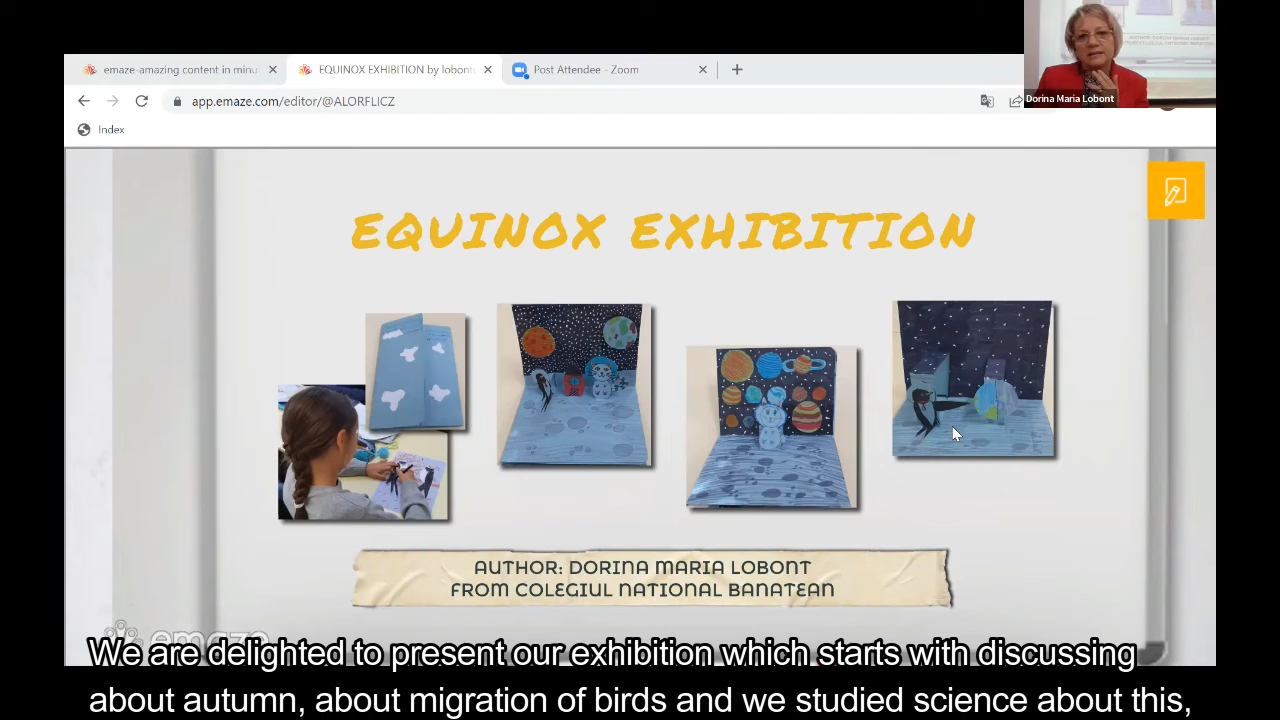 emaze-amazing content in minu
EQUINOX EXHIBITION by lobont
Post Attendee - Zoom
app.emaze.com/editor/@ALORFLICZ
Index
Dorina Maria Lobont
EQUINOX EXHIBITION
AUTHOR: DORINA MARIA LOBONT
FROM COLEGIUL NATIONAL BANATEAN
emaze
We are delighted to present our exhibition which starts with discussing
about autumn, about migration of birds and we studied science about this,